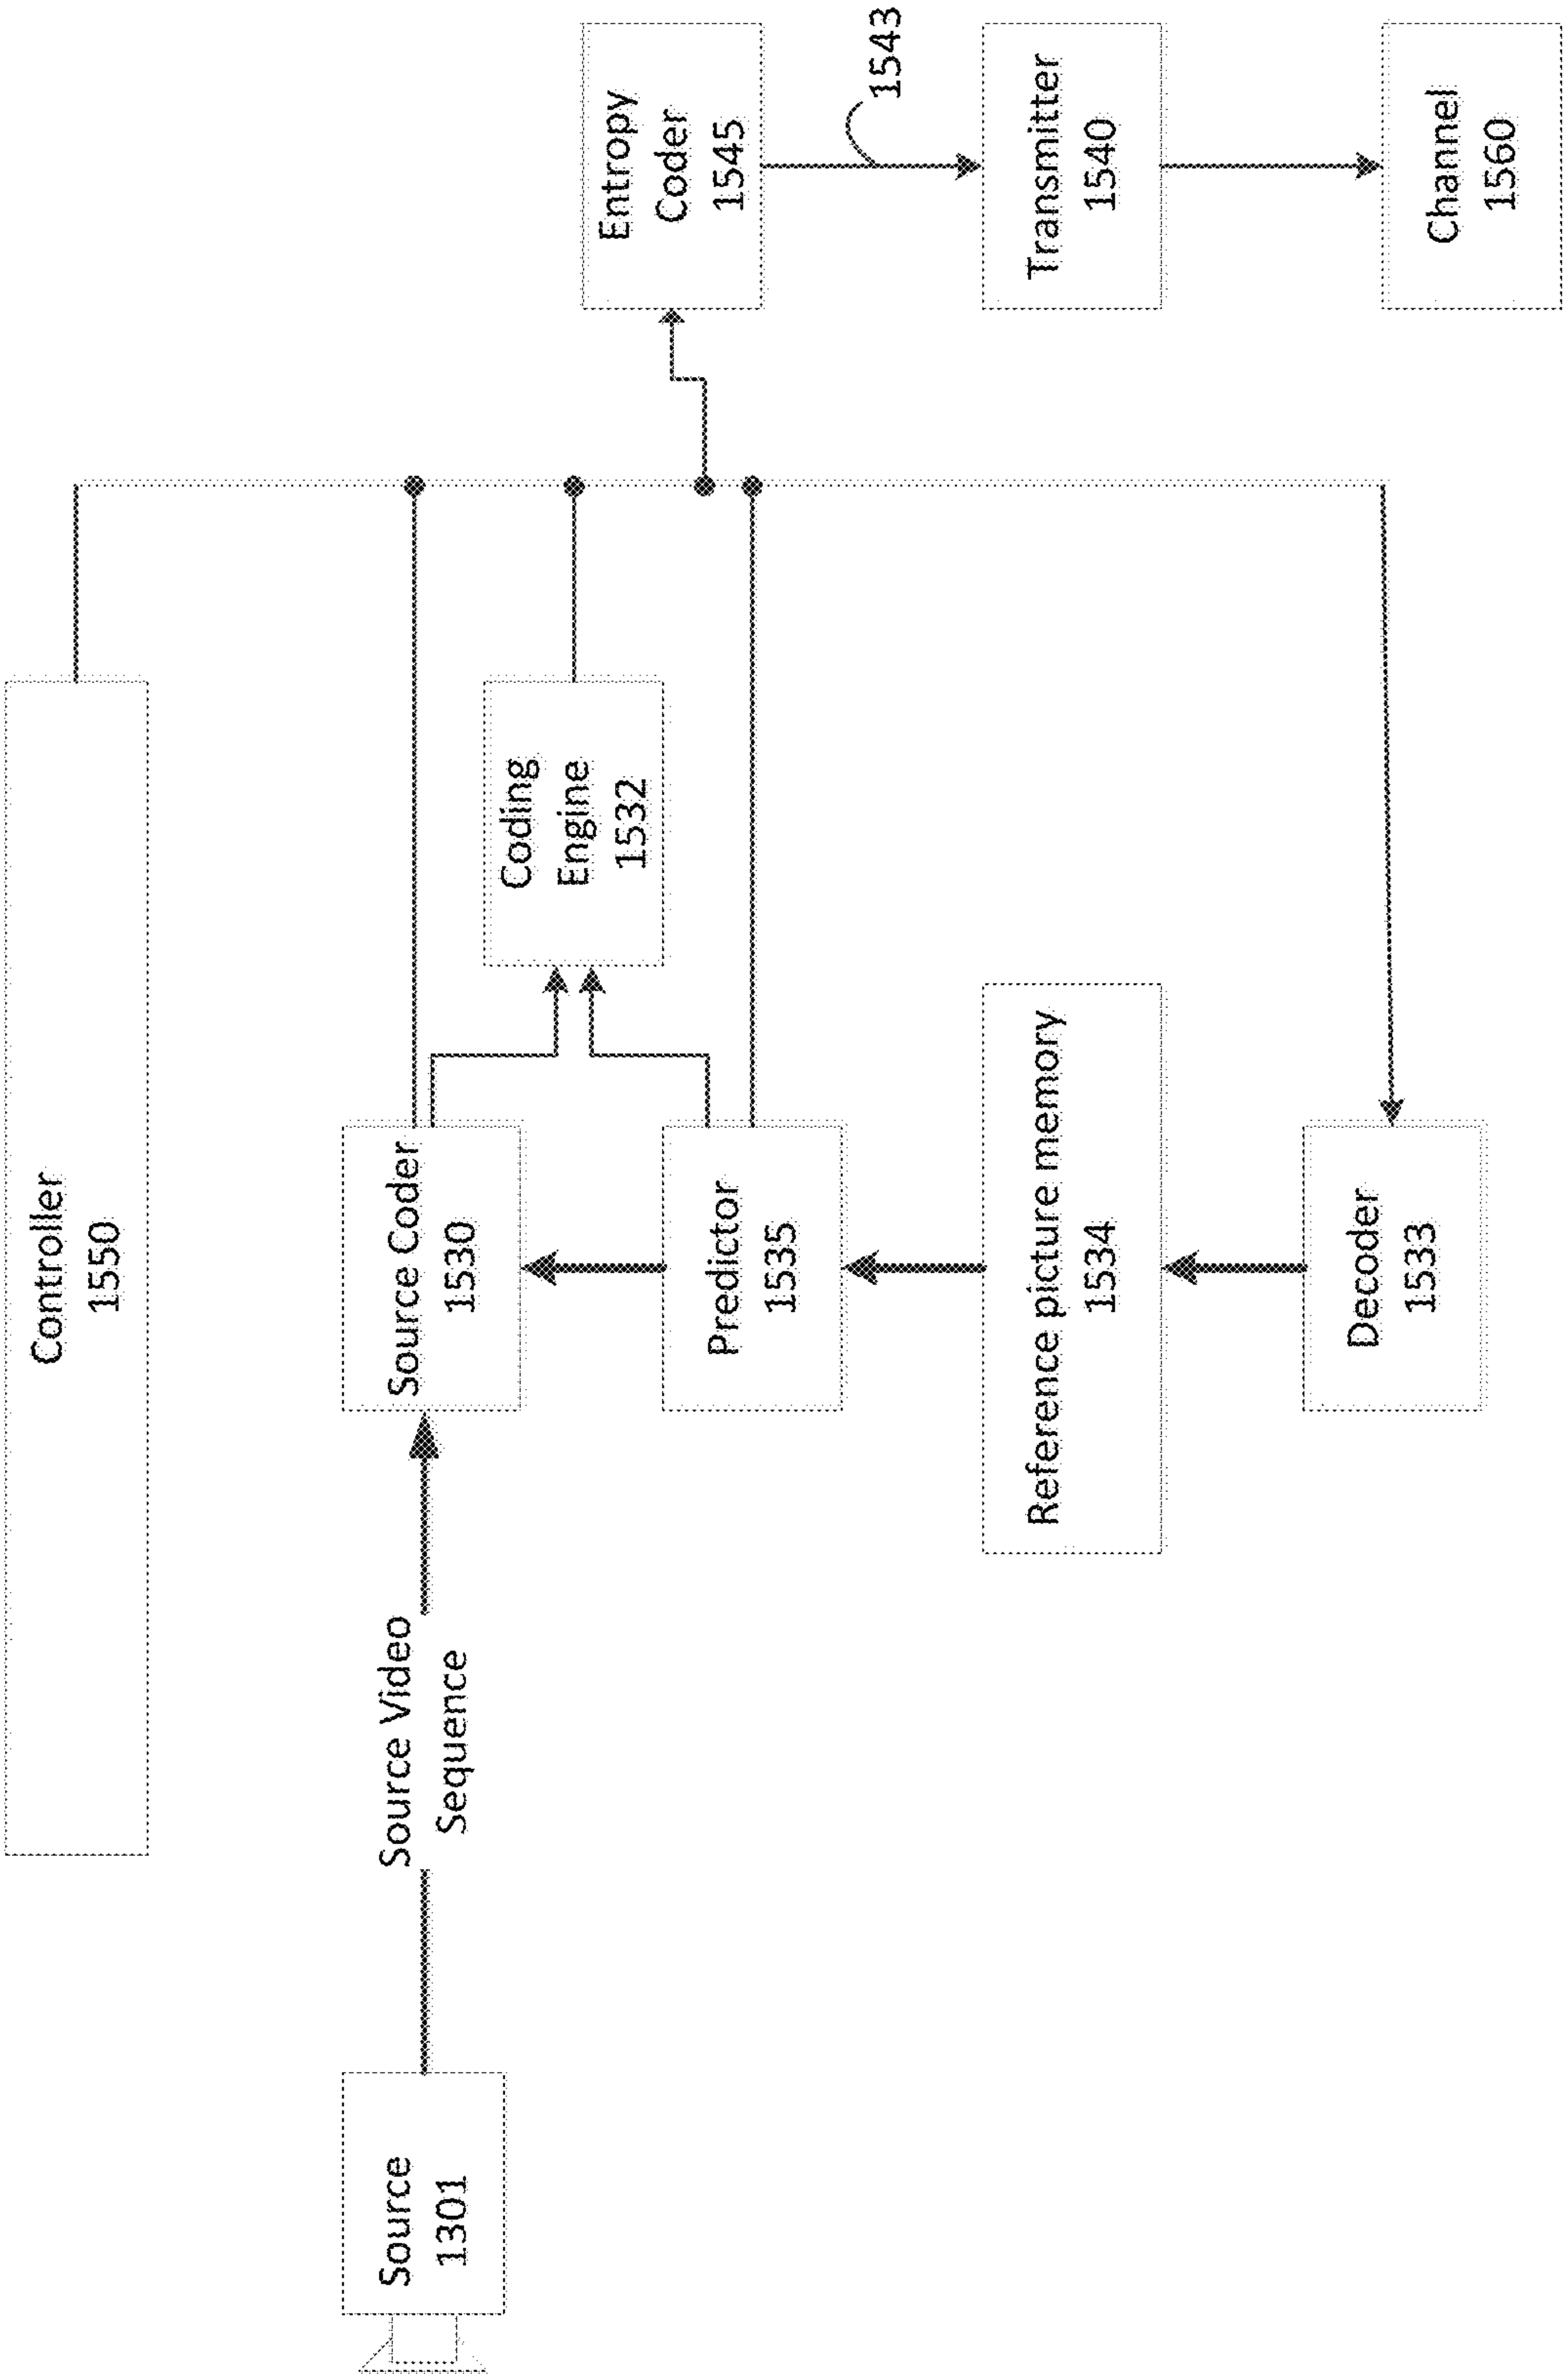 Controller
1550
Source
1301
Source Video
Sequence
Source Coder
1530
Coding
Engine
1532
Predictor
1535
Reference picture memory
1534
Decoder
1533
Entropy
Coder
1545
1543
Transmitter
1540
Channel
1560